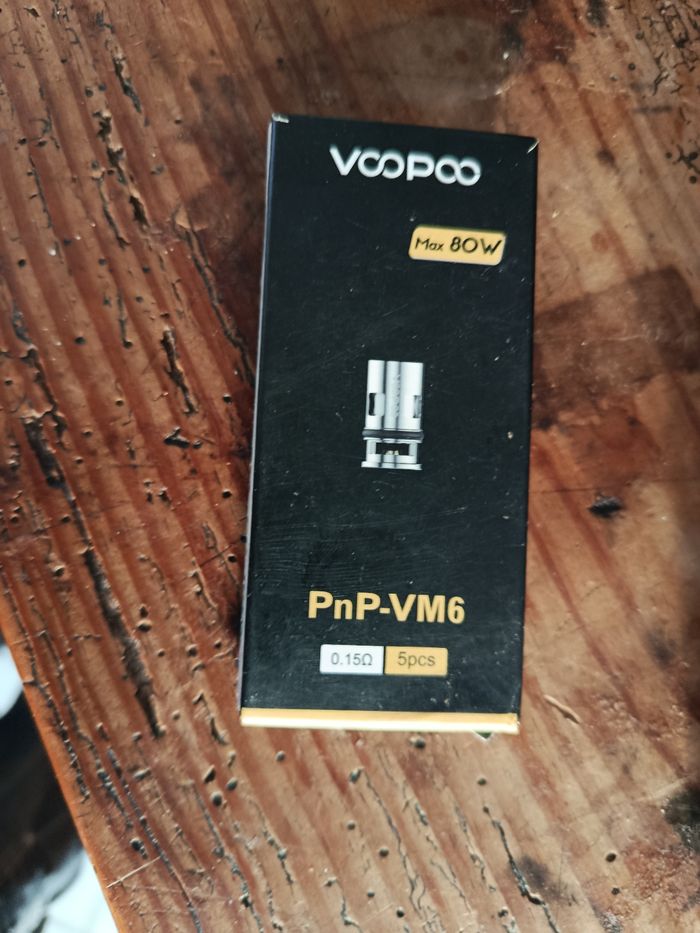 VOOPOO
Max 80W
PnP-VM6
0.15Ω 5pcs